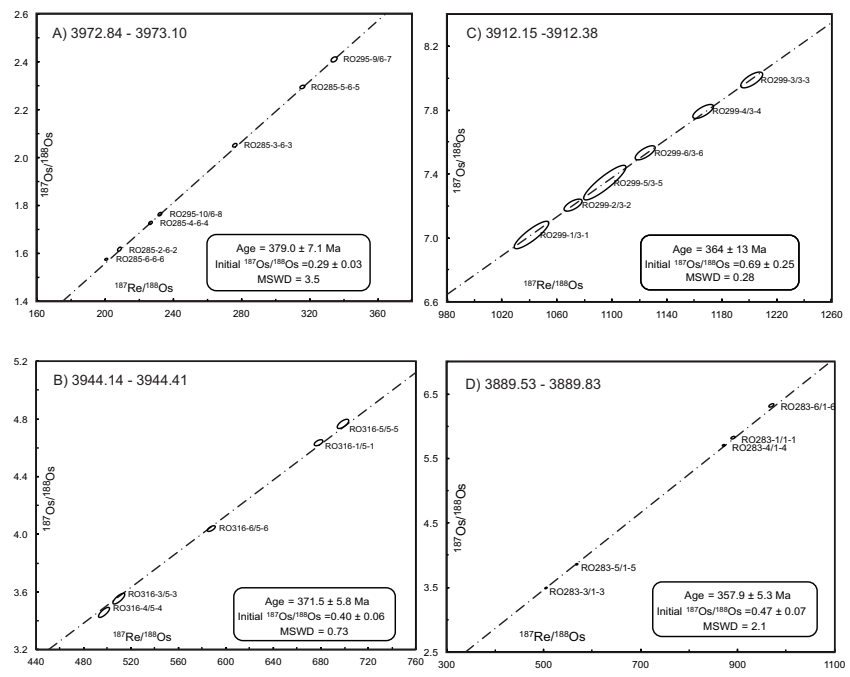 A) 3972.84 - 3973.10
2.6
2.4
2.2
2.0
1.8
1.6
1.4
187Os/188Os
RO295-9/6-7
RO285-5-6-5
RO285-3-6-3
RO295-10/6-8
RO285-4-6-4
RO285-2-6-2
RO285-6-6-6
Age = 379.0 ± 7.1 Ma
Initial 187Os/188Os =0.29 ± 0.03
MSWD = 3.5
187Re/188Os
160 200 240 280 320 360
C) 3912.15 -3912.38
8.2
7.8
7.4
7.0
6.6
187Os/188Os
RO299-3/3-3
RO299-4/3-4
RO299-6/3-6
RO299-5/3-5
RO299-2/3-2
RO299-1/3-1
Age = 364 ± 13 Ma
Initial 187Os/188Os =0.69 ± 0.25
MSWD = 0.28
187Re/188Os
980 1020 1060 1100 1140 1180 1220 1260
B) 3944.14 - 3944.41
5.2
4.8
4.4
4.0
3.6
3.2
187Os/188Os
RO316-5/5-5
RO316-1/5-1
RO316-6/5-6
RO316-3/5-3
RO316-4/5-4
Age = 371.5 ± 5.8 Ma
Initial 187Os/188Os =0.40 ± 0.06
MSWD = 0.73
187Re/188Os
440 480 520 560 600 640 680 720 760
D) 3889.53 - 3889.83
6.5
5.5
4.5
3.5
2.5
187Os/188Os
RO283-6/1-6
RO283-1/1-1
RO283-4/1-4
RO283-5/1-5
RO283-3/1-3
Age = 357.9 ± 5.3 Ma
Initial 187Os/188Os =0.47 ± 0.07
MSWD = 2.1
187Re/188Os
300 500 700 900 1100